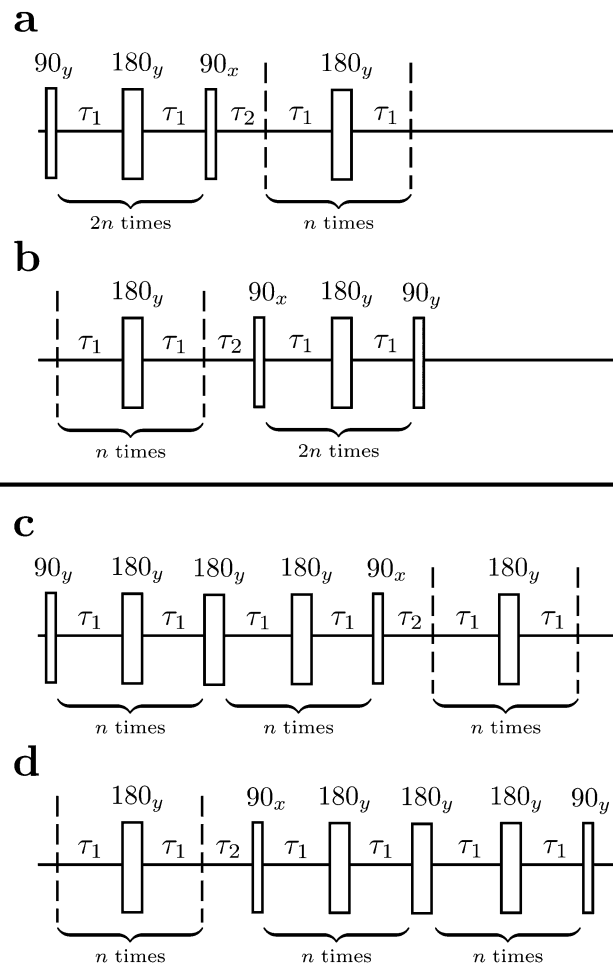 a
90y 180y 90x 180y
τ1 τ1 τ2 τ1 τ1
2n times n times
b
180y 90x 180y 90y
τ1 τ1 τ2 τ1 τ1
n times 2n times
c
90y 180y 180y 180y 90x 180y
τ1 τ1 τ1 τ1 τ2 τ1 τ1
n times n times n times
d
180y 90x 180y 180y 180y 90y
τ1 τ1 τ2 τ1 τ1 τ1 τ1
n times n times n times